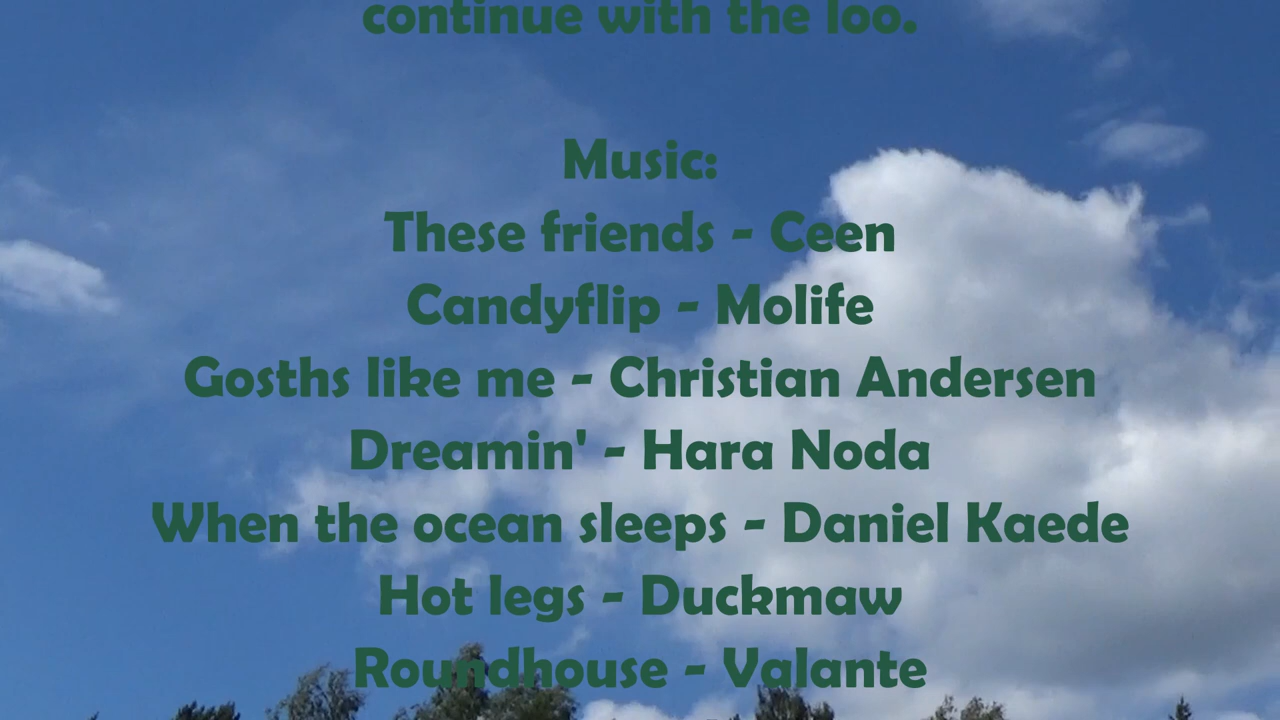 continue with the loo.
Music:
These friends - Ceen
Candyflip - Molife
Gosths like me - Christian Andersen
Dreamin' - Hara Noda
When the ocean sleeps - Daniel Kaede
Hot legs - Duckmaw
Roundhouse - Valante